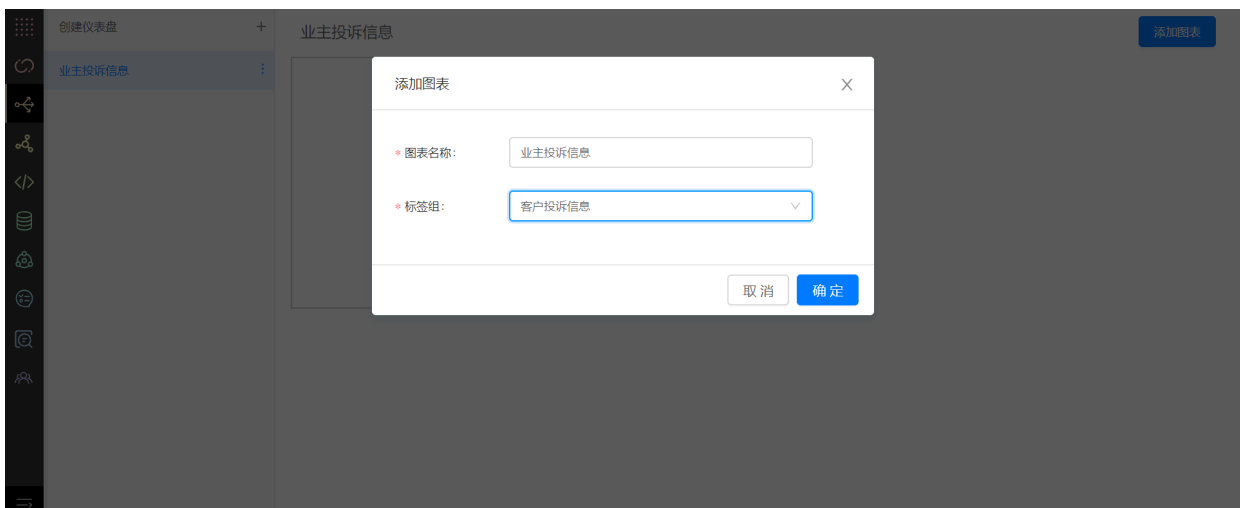 创建仪表盘 +
业主投诉信息
业主投诉信息
添加图表
添加图表
* 图表名称:
业主投诉信息
* 标签组:
客户投诉信息
取 消
确 定